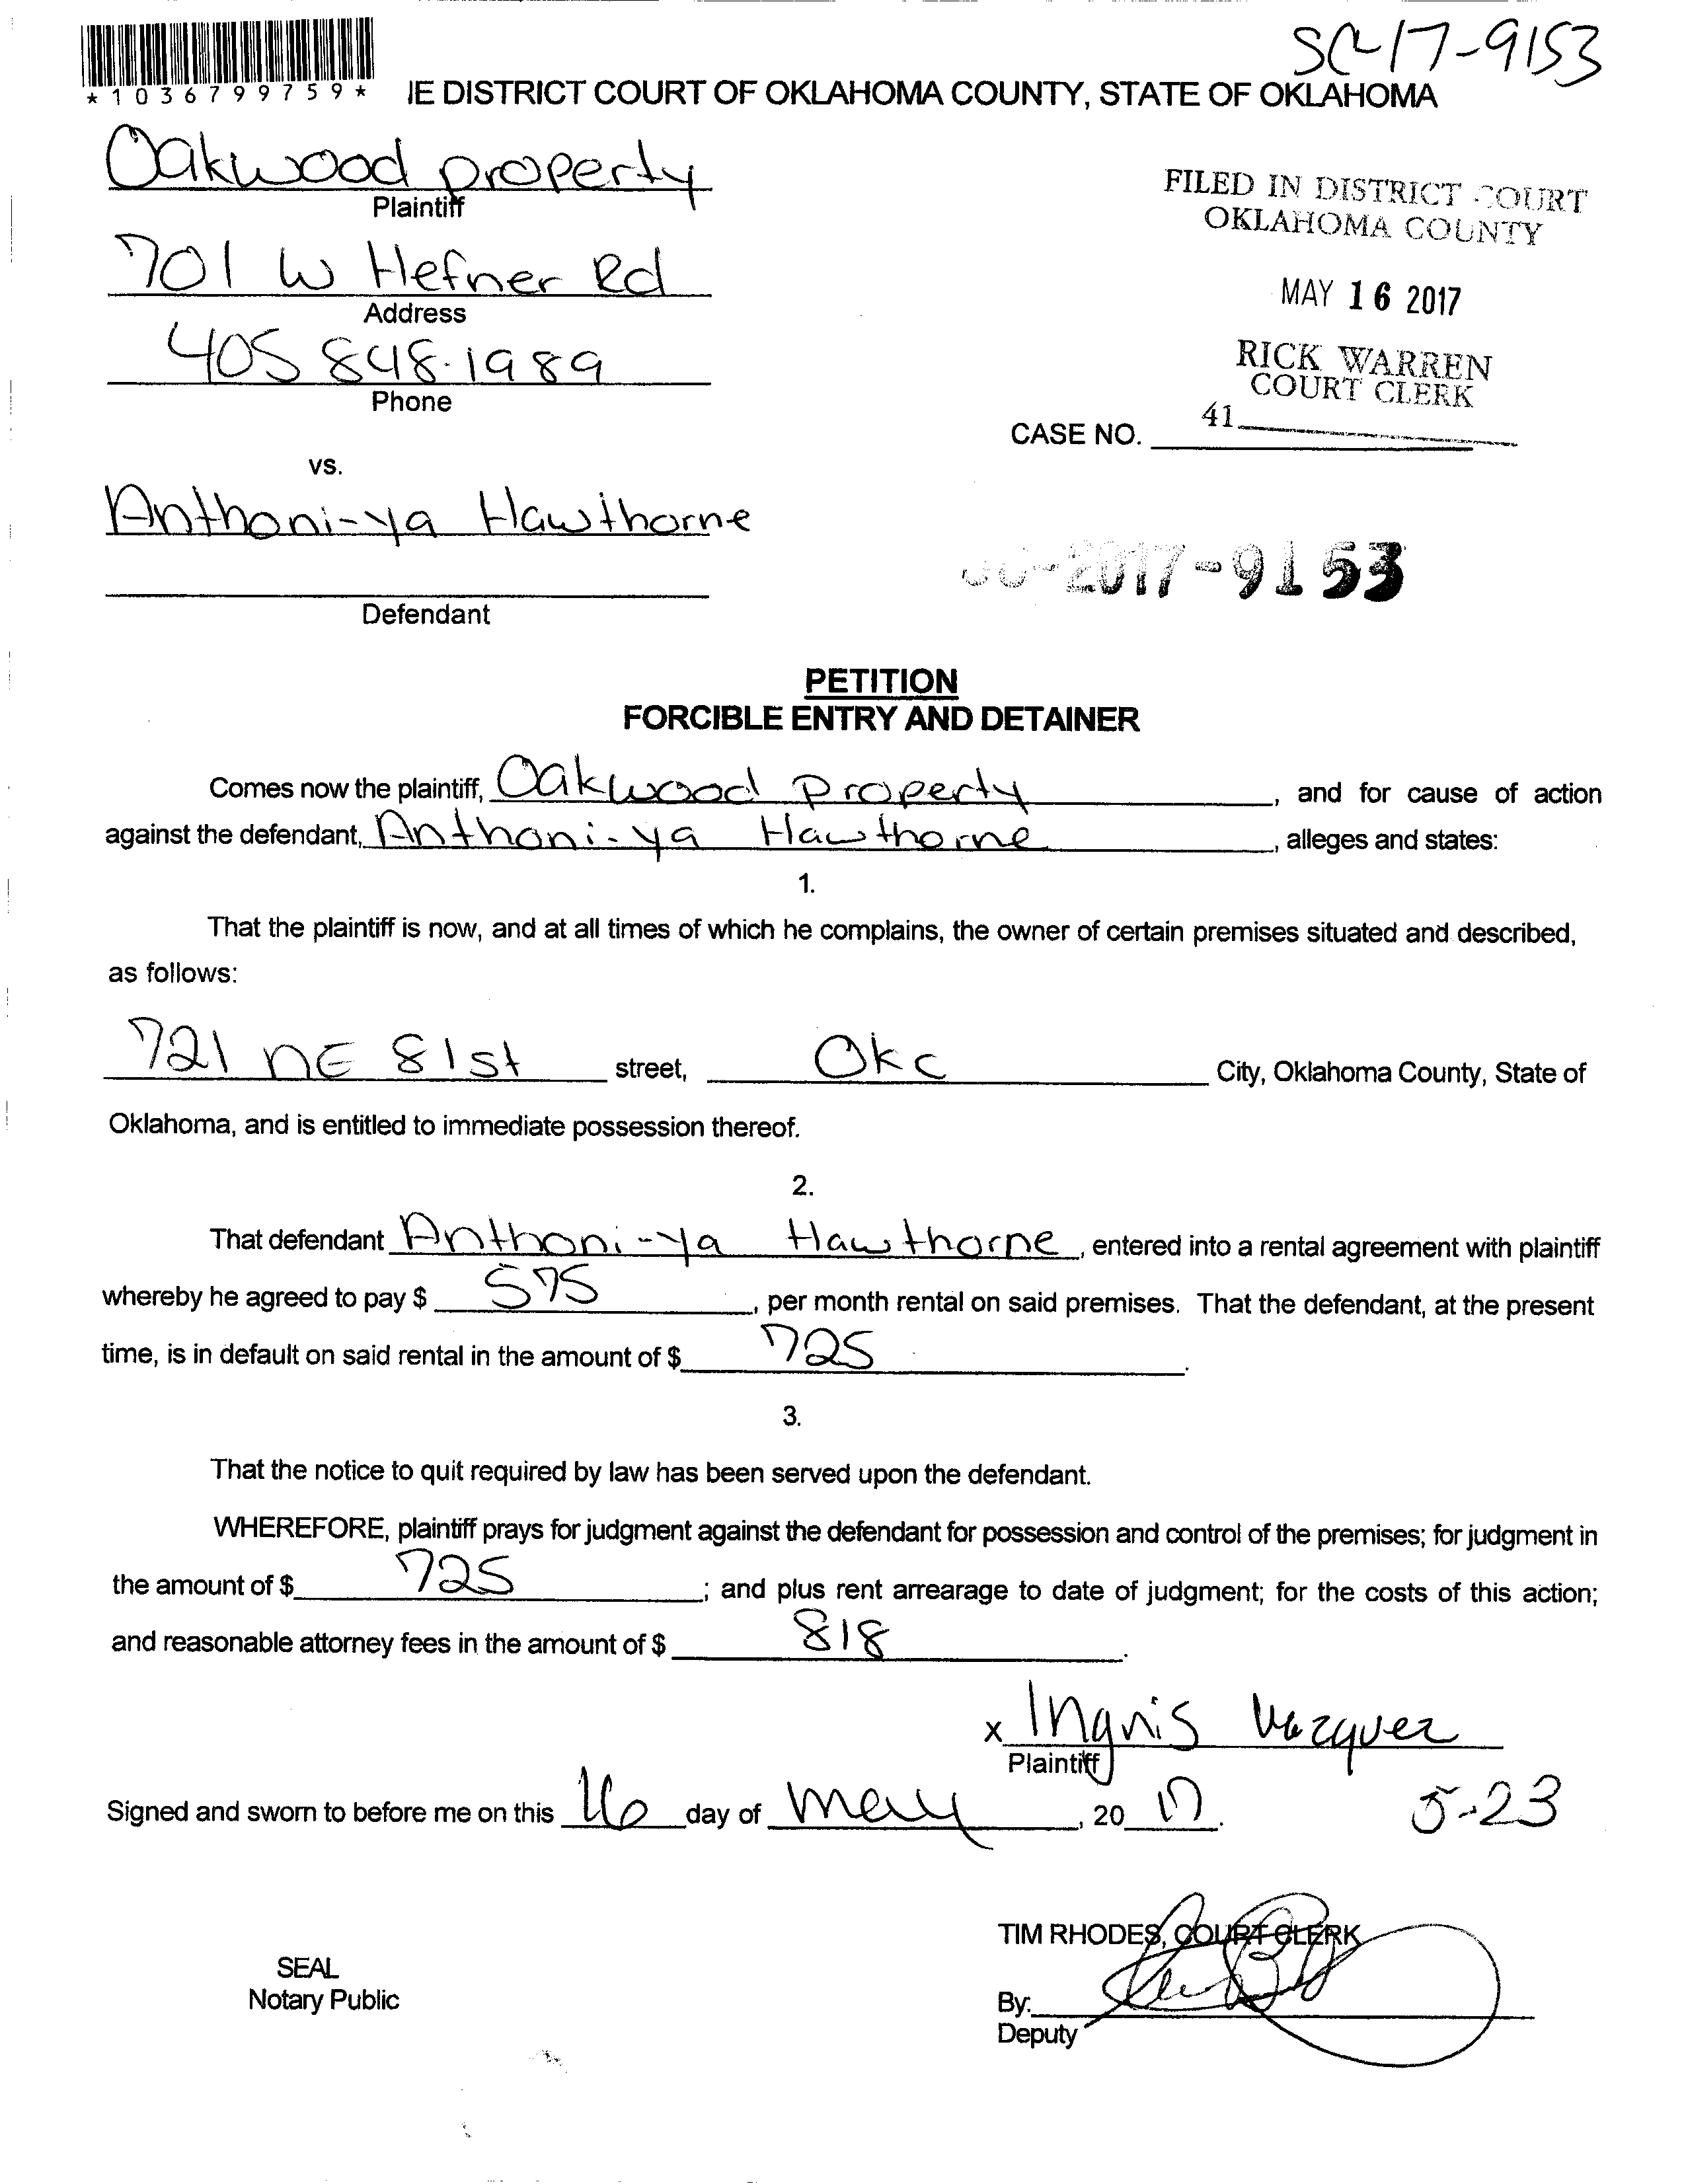 SC-17-9153
*1036799759*
IE DISTRICT COURT OF OKLAHOMA COUNTY, STATE OF OKLAHOMA
Oakwood property
Plaintiff
701 W Hefner Rd
Address
405 848-1989
Phone
FILED IN DISTRICT COURT
OKLAHOMA COUNTY
MAY 16 2017
RICK WARREN
COURT CLERK
41
CASE NO.
vs.
Anthoni-ya Hawthorne
Defendant
-2017-9153
PETITION
FORCIBLE ENTRY AND DETAINER
Comes now the plaintiff, Oakwood Property, and for cause of action
against the defendant, Anthoni-ya Hawthorne, alleges and states:
1.
That the plaintiff is now, and at all times of which he complains, the owner of certain premises situated and described,
as follows:
721 NE 81st street, Okc City, Oklahoma County, State of
Oklahoma, and is entitled to immediate possession thereof.
2.
That defendant Anthoni-ya Hawthorne, entered into a rental agreement with plaintiff
whereby he agreed to pay $ 575, per month rental on said premises. That the defendant, at the present
time, is in default on said rental in the amount of $ 725.
3.
That the notice to quit required by law has been served upon the defendant.
WHEREFORE, plaintiff prays for judgment against the defendant for possession and control of the premises; for judgment in
the amount of $ 725; and plus rent arrearage to date of judgment; for the costs of this action;
and reasonable attorney fees in the amount of $ 818.
x Ingris Vazquez
Plaintiff
Signed and sworn to before me on this 16 day of May, 20 17.
5-23
TIM RHODES, COURT CLERK
SEAL
Notary Public
By:
Deputy